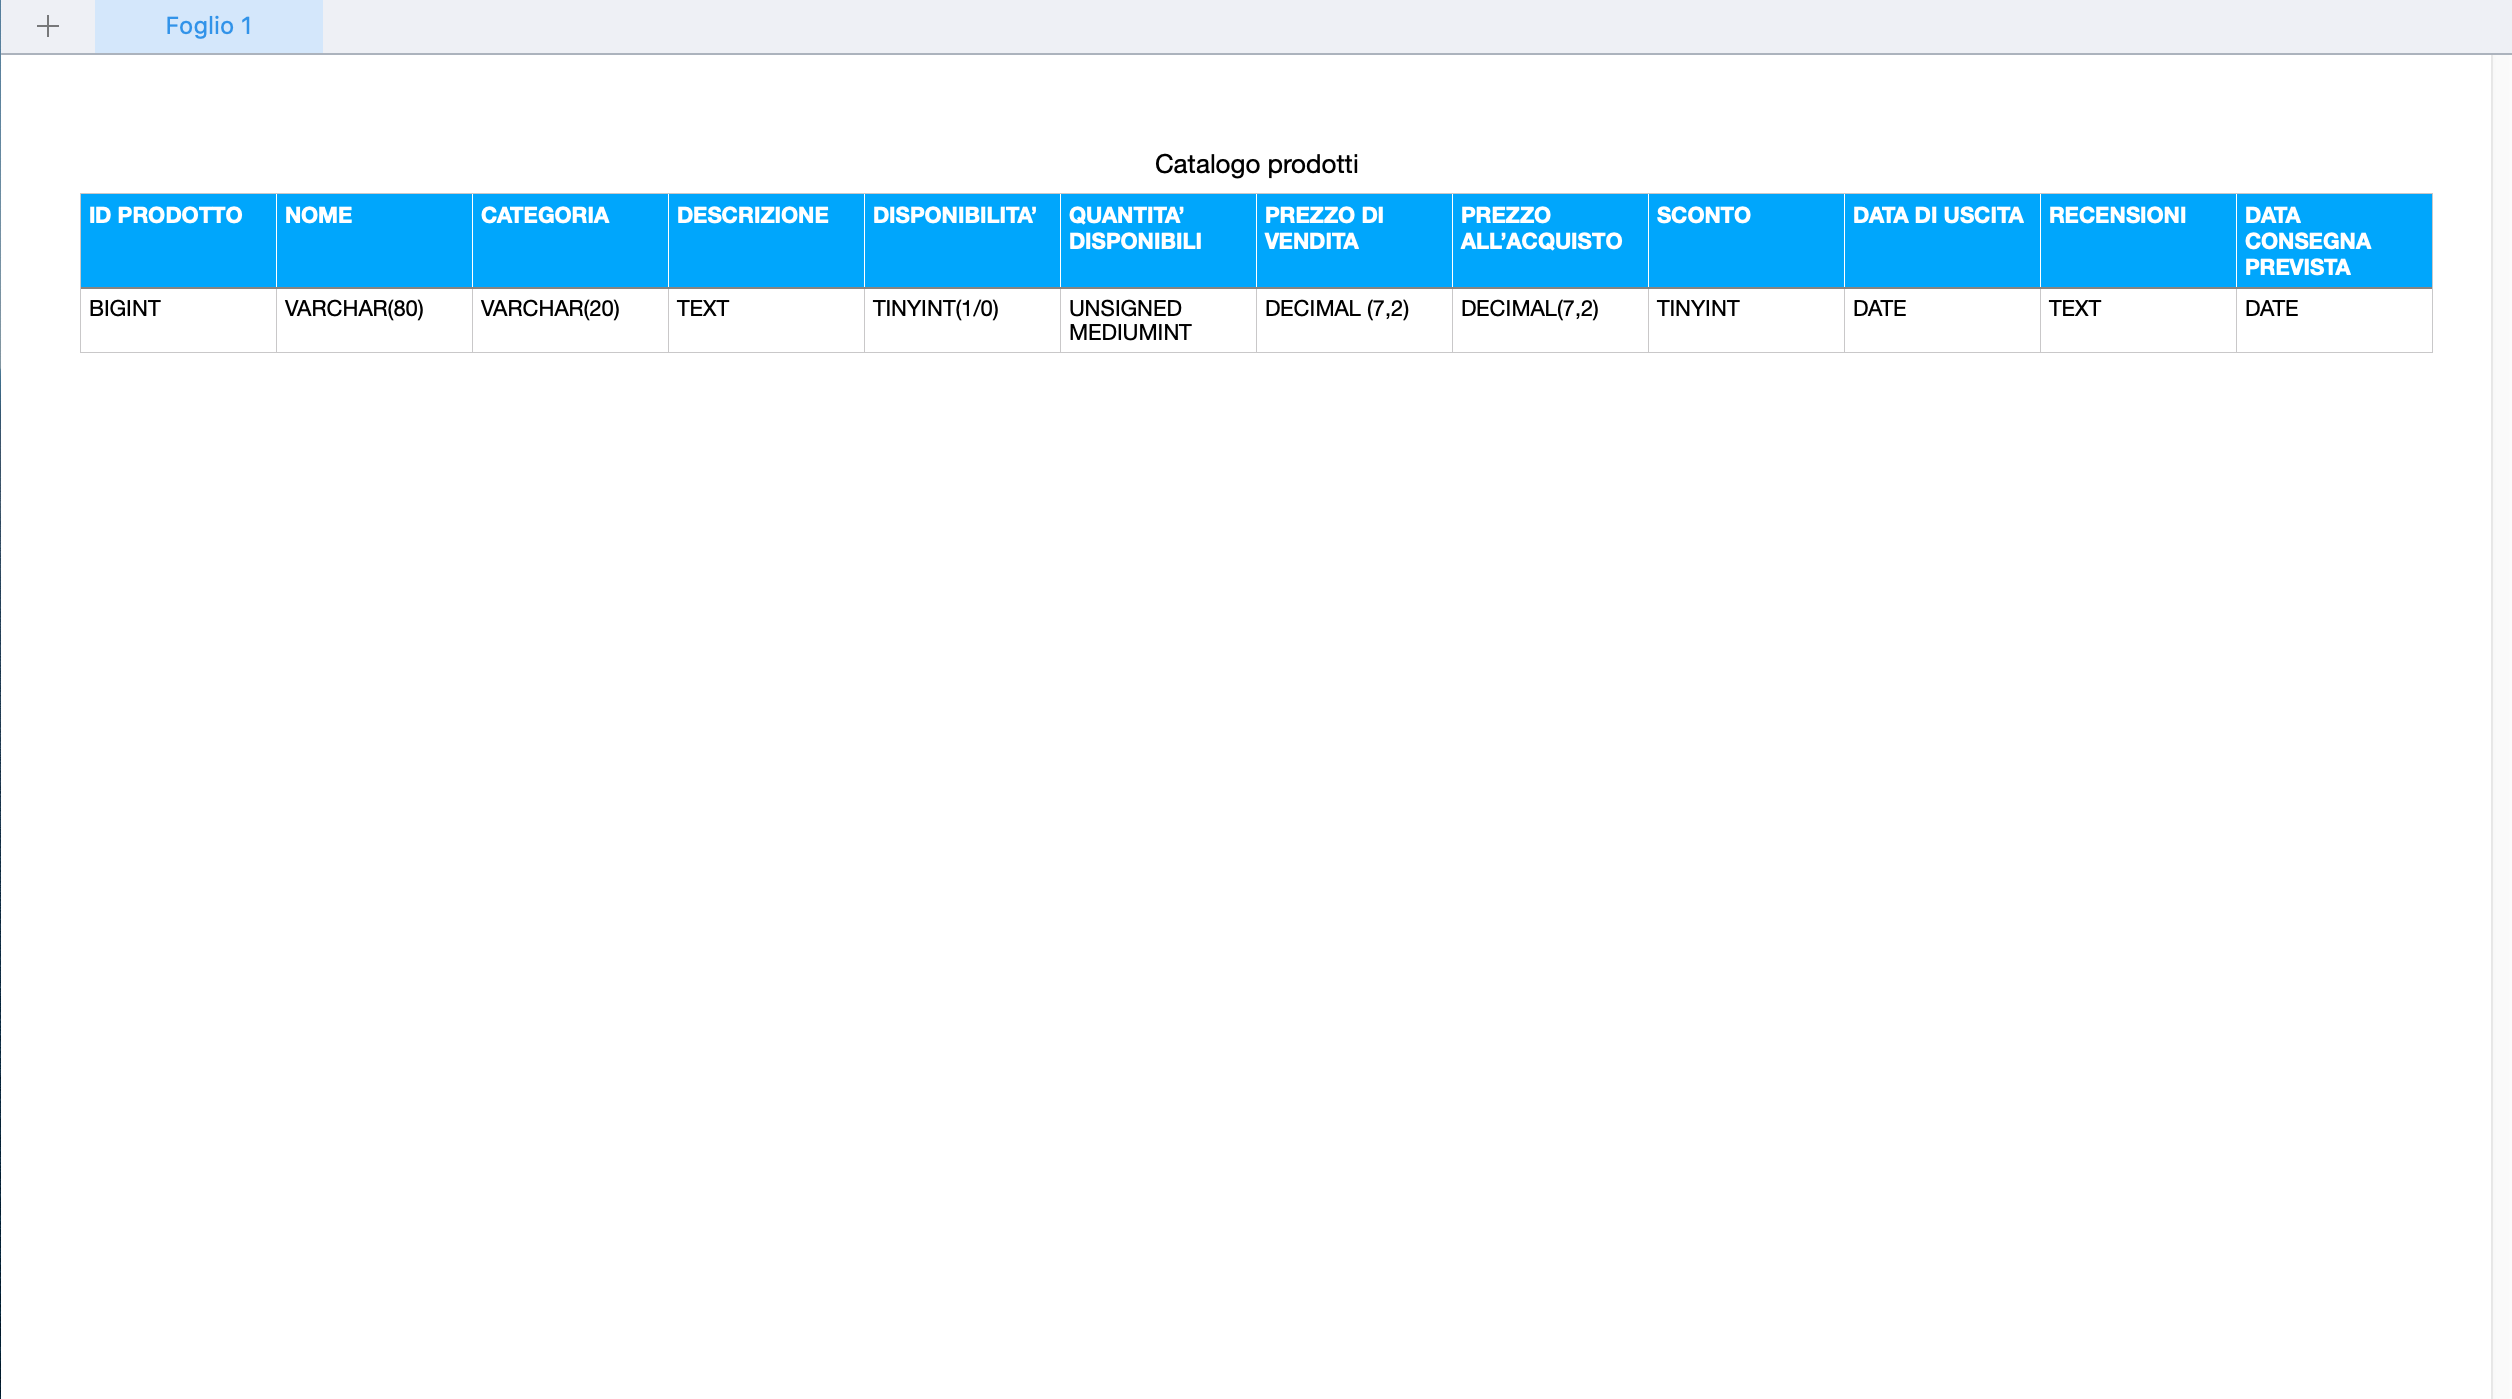 Foglio 1
Catalogo prodotti
ID PRODOTTO
NOME
CATEGORIA
DESCRIZIONE
DISPONIBILITA’
QUANTITA’
DISPONIBILI
PREZZO DI
VENDITA
PREZZO
ALL’ACQUISTO
SCONTO
DATA DI USCITA
RECENSIONI
DATA
CONSEGNA
PREVISTA
BIGINT
VARCHAR(80)
VARCHAR(20)
TEXT
TINYINT(1/0)
UNSIGNED
MEDIUMINT
DECIMAL (7,2)
DECIMAL(7,2)
TINYINT
DATE
TEXT
DATE